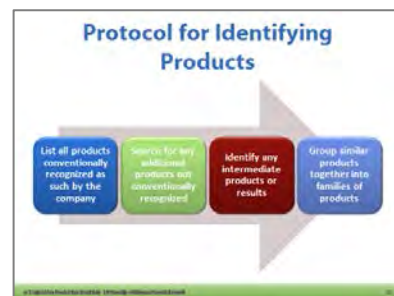 Protocol for Identifying
Products
List all products
conventionally
recognized as
such by the
company
Search for any
additional
products not
conventionally
recognized
Identify any
intermediate
products or
results
Group similar
products
together into
families of
products